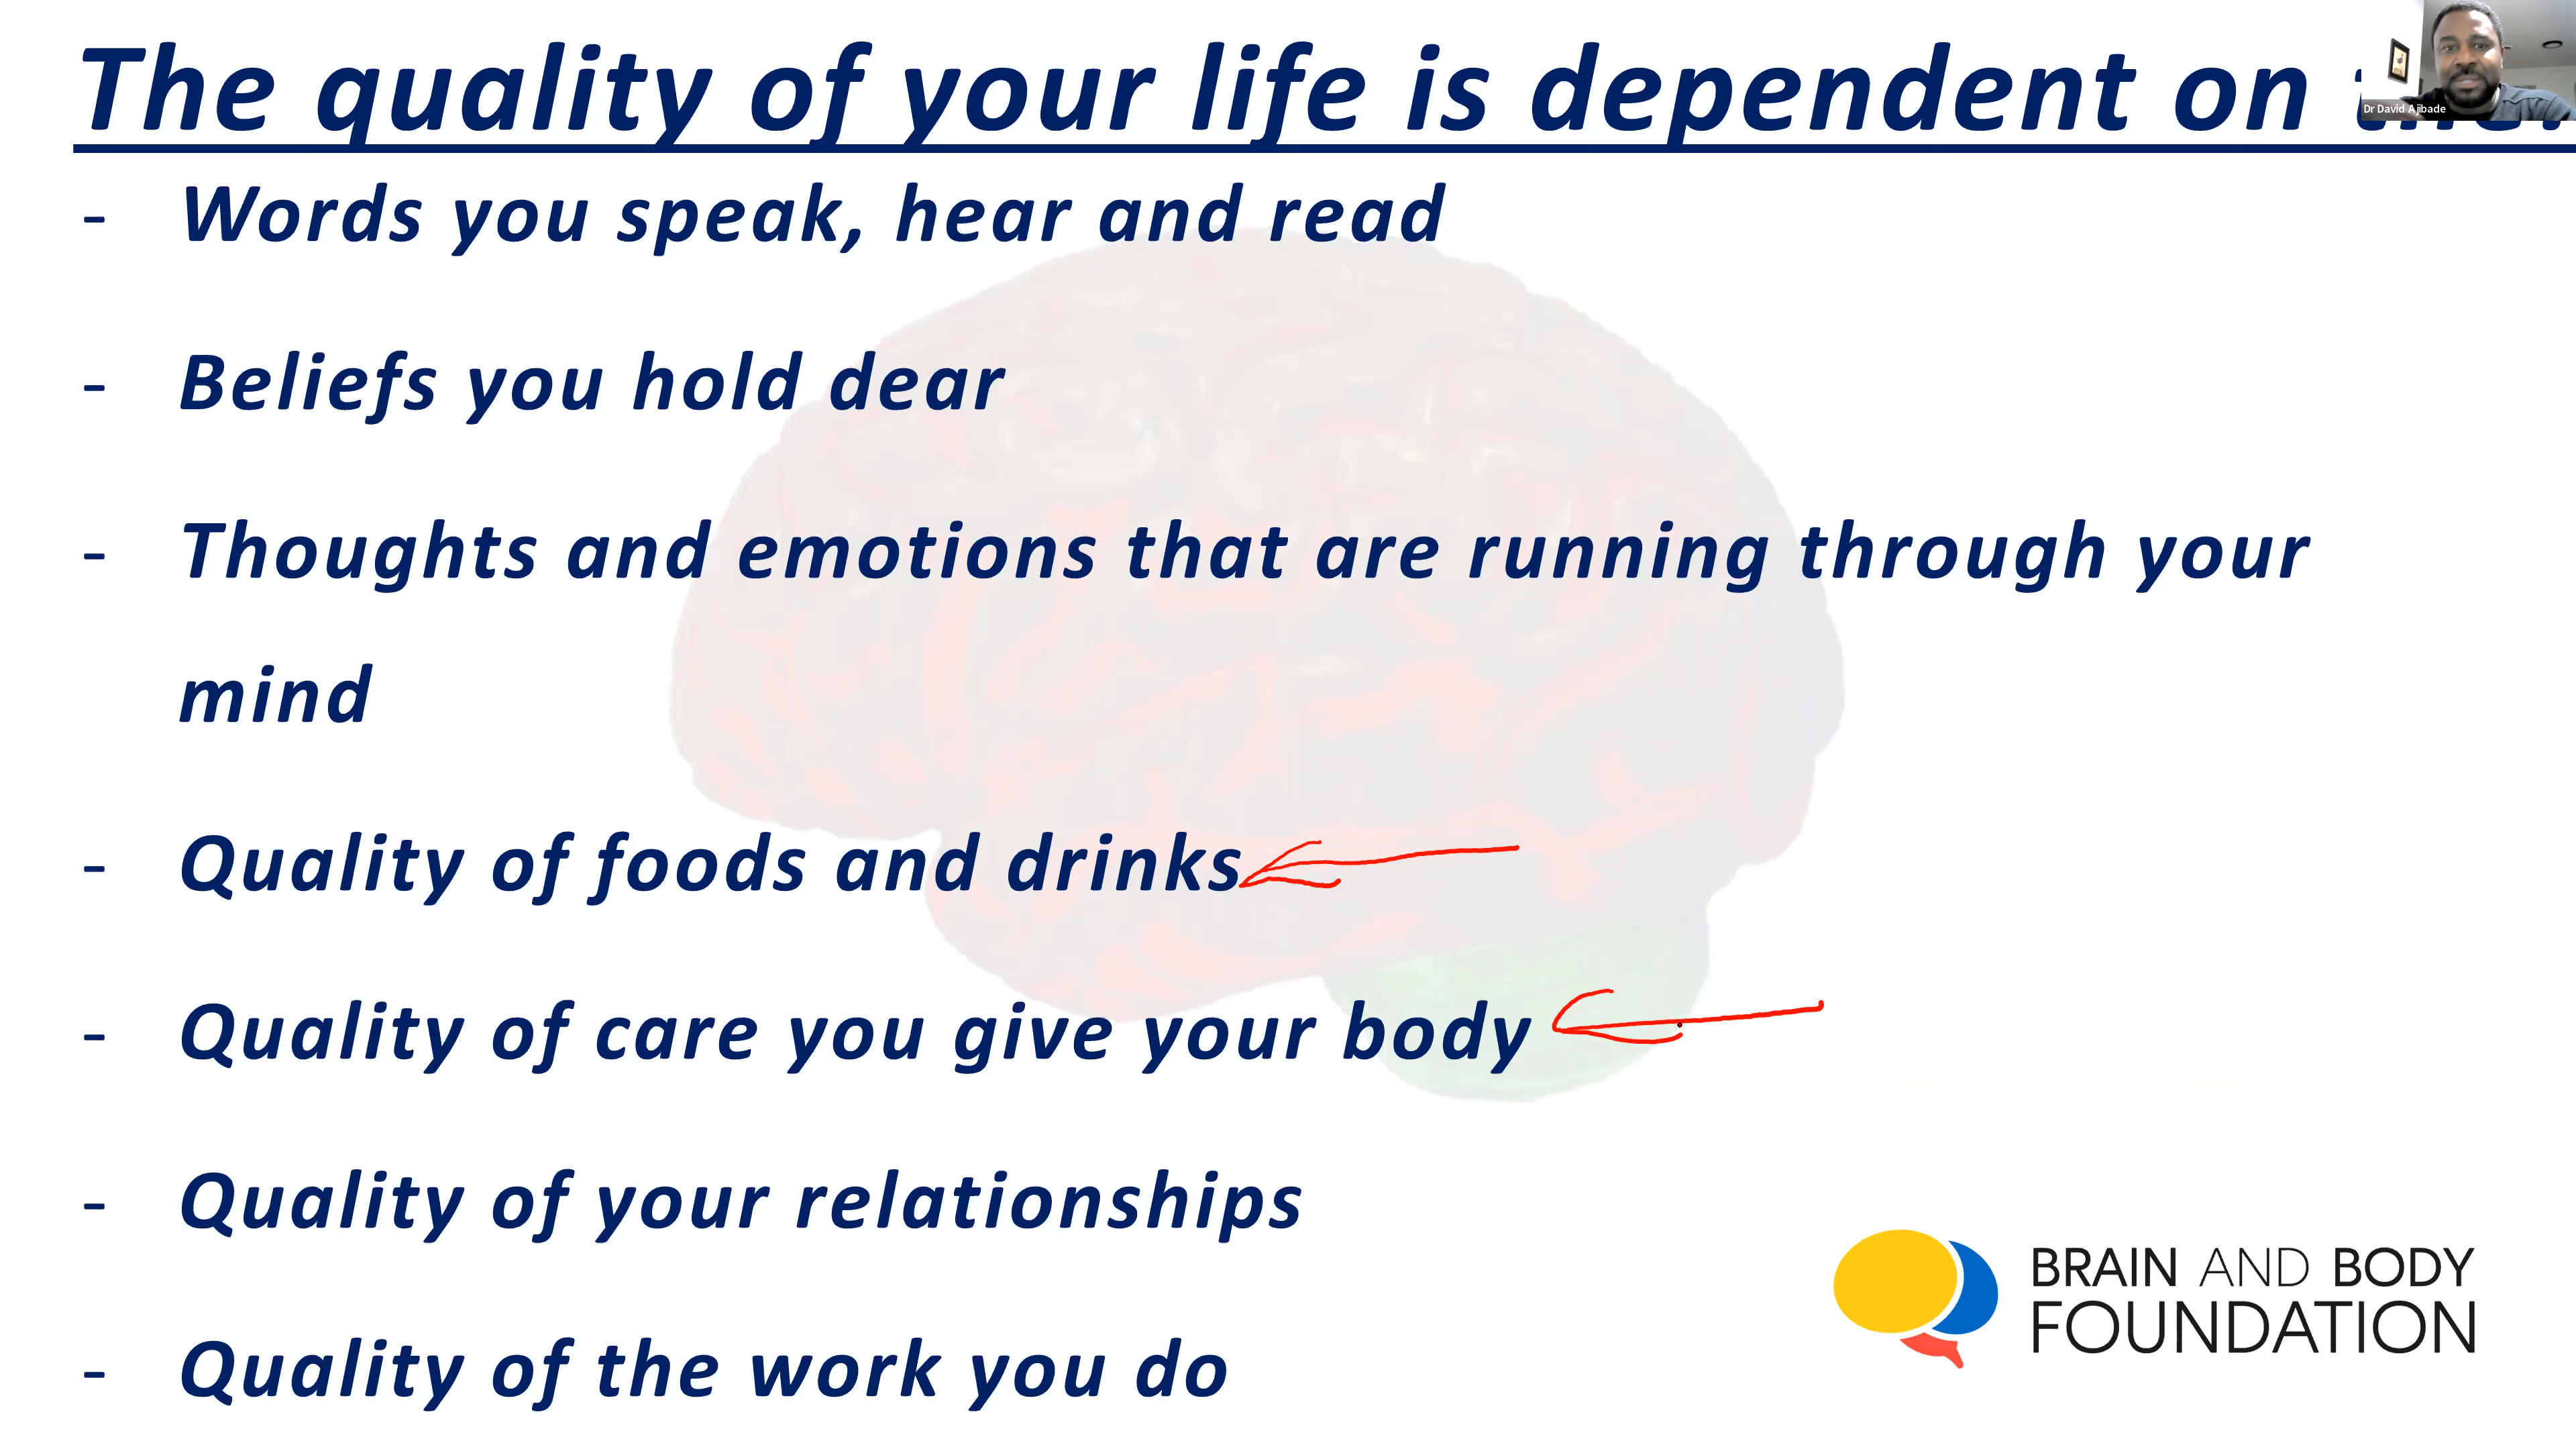 The quality of your life is dependent on
Dr David Ajibade
- Words you speak, hear and read
- Beliefs you hold dear
- Thoughts and emotions that are running through your
mind
- Quality of foods and drinks
- Quality of care you give your body
- Quality of your relationships
- Quality of the work you do
BRAIN AND BODY
FOUNDATION